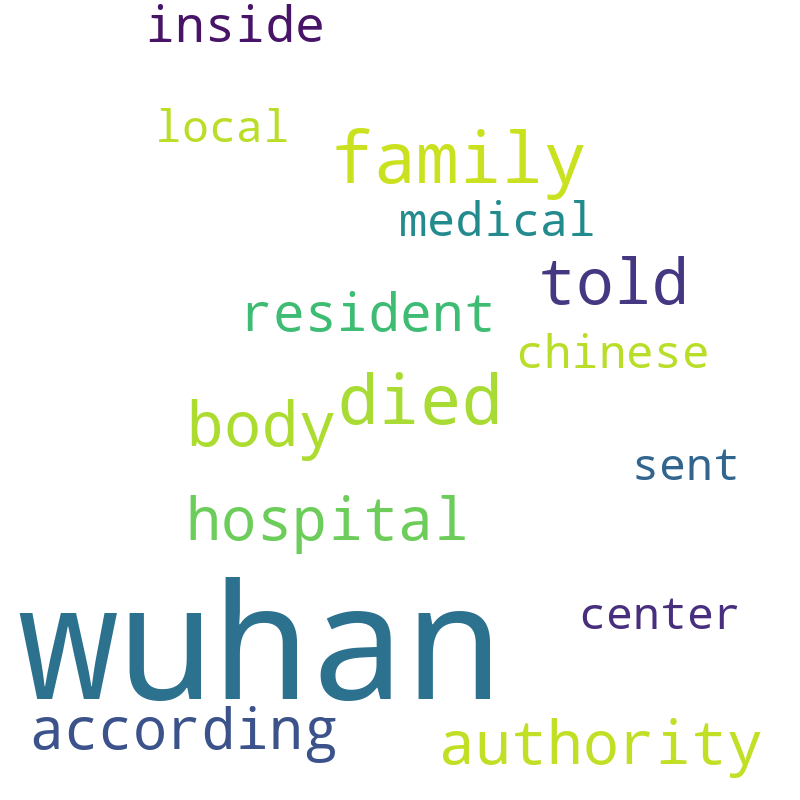 inside
local
family
medical
told
resident
chinese
died
body
sent
hospital
wuhan
center
according
authority